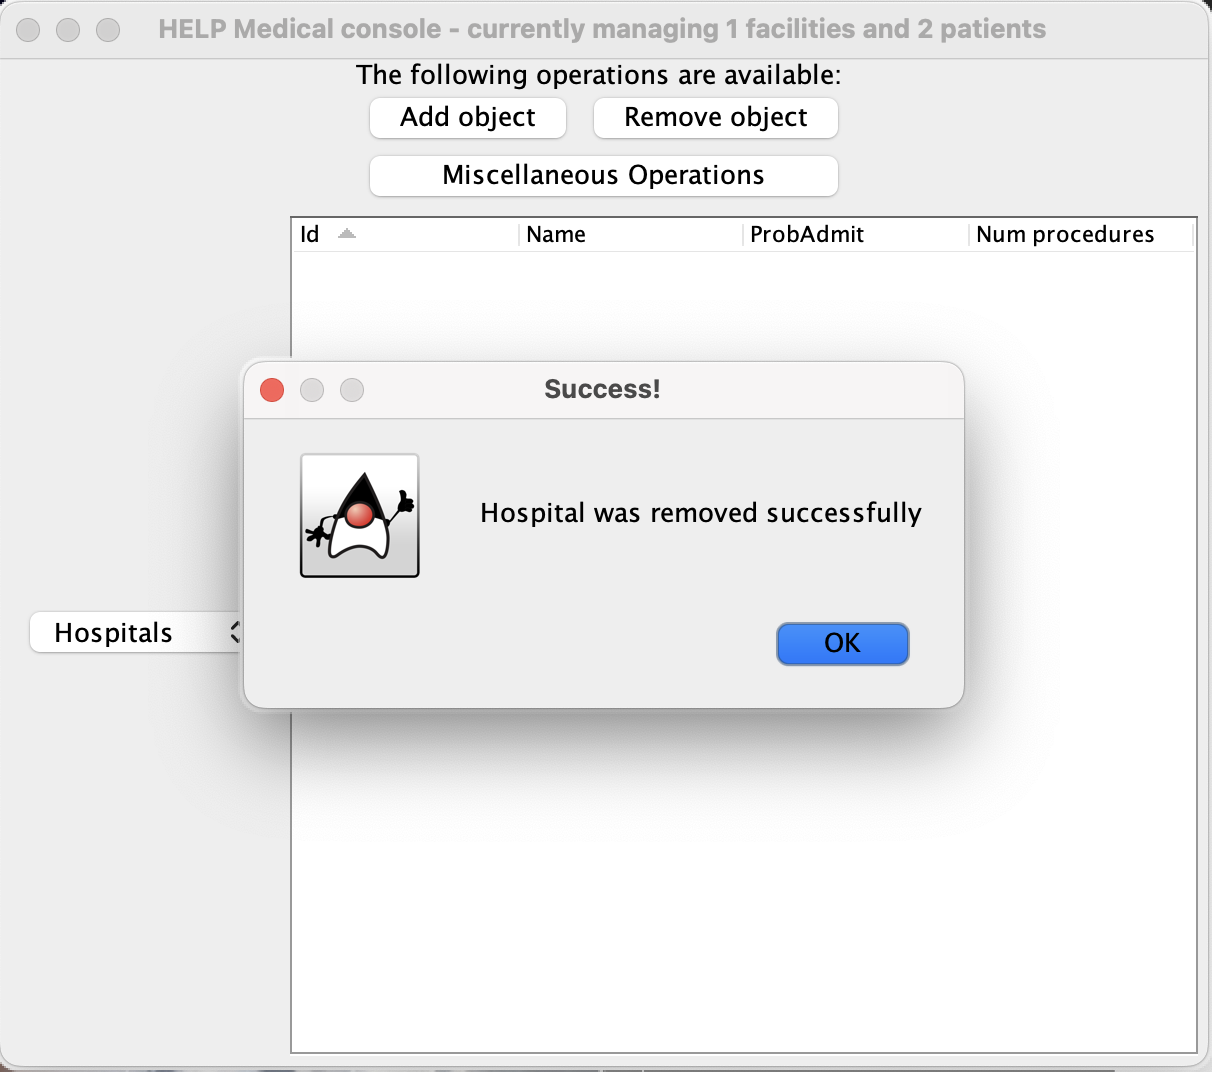 HELP Medical console - currently managing 1 facilities and 2 patients
The following operations are available:
Add object
Remove object
Miscellaneous Operations
Id
Name
ProbAdmit
Num procedures
Success!
Hospital was removed successfully
Hospitals
OK